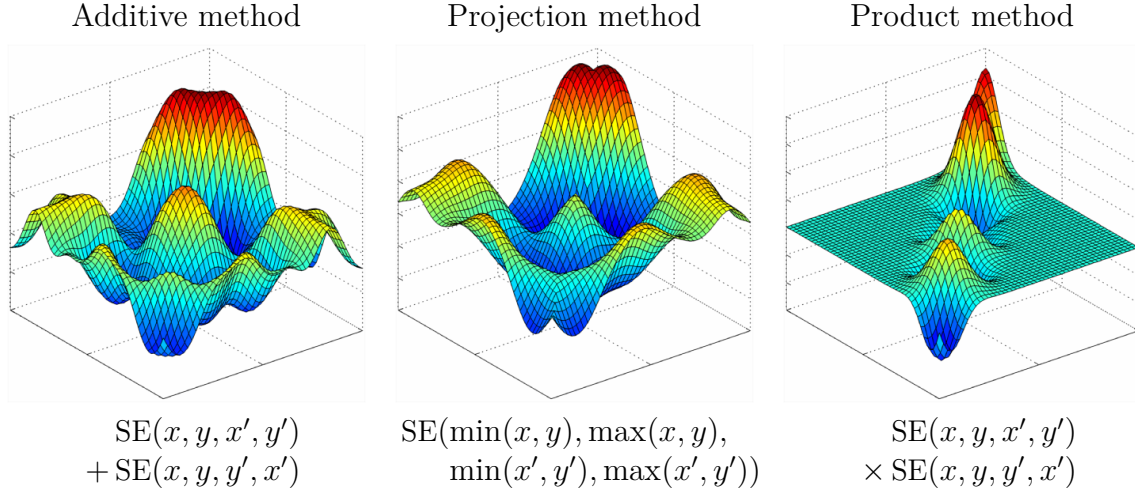 Additive method
Projection method
Product method
SE(x, y, x′, y′)
+ SE(x, y, y′, x′)
SE(min(x, y), max(x, y),
min(x′, y′), max(x′, y′))
SE(x, y, x′, y′)
× SE(x, y, y′, x′)